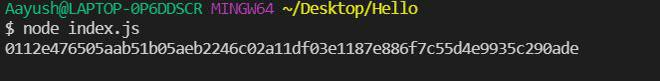 Aayush@LAPTOP-0P6DDSCR MINGW64 ~/Desktop/Hello
$ node index.js
0112e476505aab51b05aeb2246c02a11df03e1187e886f7c55d4e9935c290ade